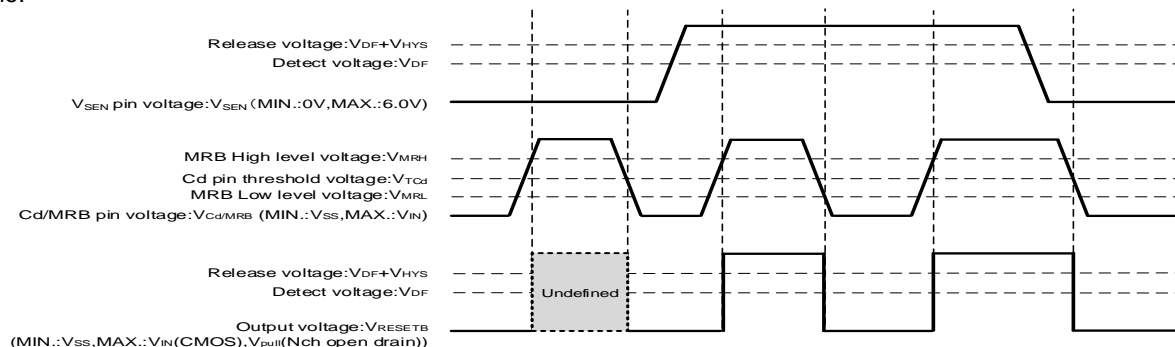 Release voltage:VDF+VHYS
Detect voltage:VDF
VSEN pin voltage:VSEN(MIN.:0V,MAX.:6.0V)
MRB High level voltage:VMRH
Cd pin threshold voltage:VTCd
MRB Low level voltage:VMRL
Cd/MRB pin voltage:VCd/MRB (MIN.:VSS,MAX.:VIN)
Release voltage:VDF+VHYS
Detect voltage:VDF
Undefined
Output voltage:VRESETB
(MIN.:VSS,MAX.:VIN(CMOS),Vpull(Nch open drain))